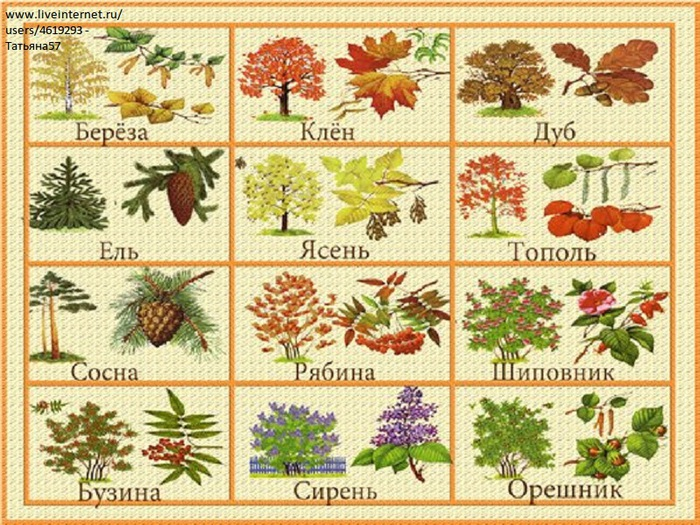 www.liveinternet.ru/
users/4619293 -
Татьяна57
Берёза
Клён
Дуб
Ель
Ясень
Тополь
Сосна
Рябина
Шиповник
Бузина
Сирень
Орешник